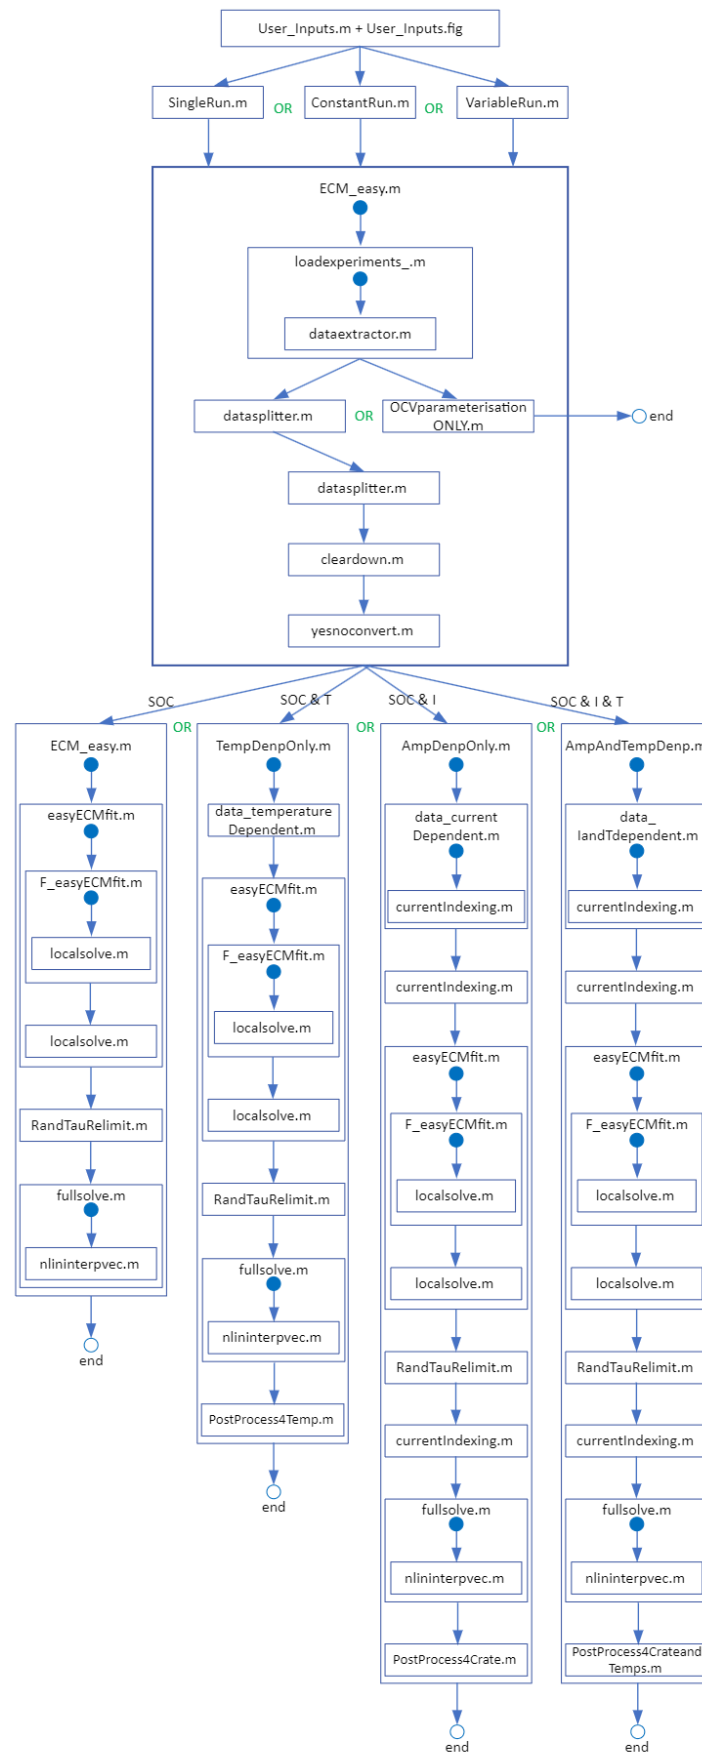 User_Inputs.m + User_Inputs.fig
SingleRun.m
OR
ConstantRun.m
OR
VariableRun.m
ECM_easy.m
loadexperiments_.m
dataextractor.m
datasplitter.m
OR
OCVparameterisation
ONLY.m
end
datasplitter.m
cleardown.m
yesnoconvert.m
SOC
SOC & T
SOC & I
SOC & I & T
OR
OR
OR
ECM_easy.m
easyECMfit.m
F_easyECMfit.m
localsolve.m
localsolve.m
RandTauRelimit.m
fullsolve.m
nlininterpvec.m
end
TempDenpOnly.m
data_temperature
Dependent.m
easyECMfit.m
F_easyECMfit.m
localsolve.m
localsolve.m
RandTauRelimit.m
fullsolve.m
nlininterpvec.m
PostProcess4Temp.m
end
AmpDenpOnly.m
data_current
Dependent.m
currentIndexing.m
currentIndexing.m
easyECMfit.m
F_easyECMfit.m
localsolve.m
localsolve.m
RandTauRelimit.m
currentIndexing.m
fullsolve.m
nlininterpvec.m
PostProcess4Crate.m
end
AmpAndTempDenp.m
data_
IandTdependent.m
currentIndexing.m
currentIndexing.m
easyECMfit.m
F_easyECMfit.m
localsolve.m
localsolve.m
RandTauRelimit.m
currentIndexing.m
fullsolve.m
nlininterpvec.m
PostProcess4Crateand
Temps.m
end